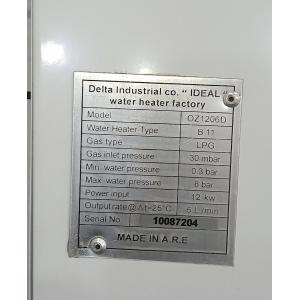 Delta Industrial co. " IDEAL "
water heater factory
Model OZ1206D
Water Heater Type B 11
Gas type LPG
Gas inlet pressure 30 mbar
Min. water pressure 0.3 bar
Max. water pressure 8 bar
Power input 12 kw
Output rate@Δt=25°C 6 L/min
Serial No 10087204
MADE IN A.R.E